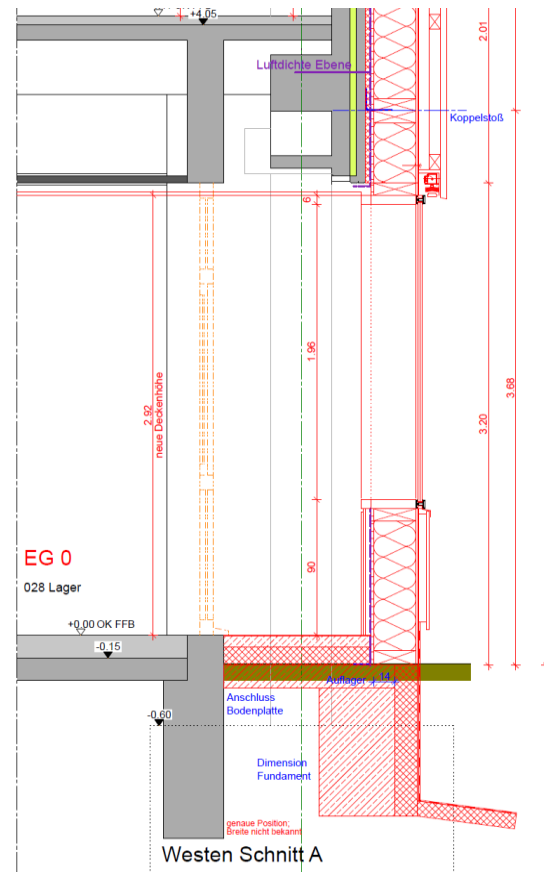 +4.05
2.01
Luftdichte Ebene
Koppelstoß
6
1.96
2.92
neue Deckenhöhe
3.20
3.68
90
EG 0
028 Lager
+0.00 OK FFB
-0.15
Auflager
14
Anschluss
Bodenplatte
-0.60
Dimension
Fundament
genaue Position;
Breite nicht bekannt
Westen Schnitt A